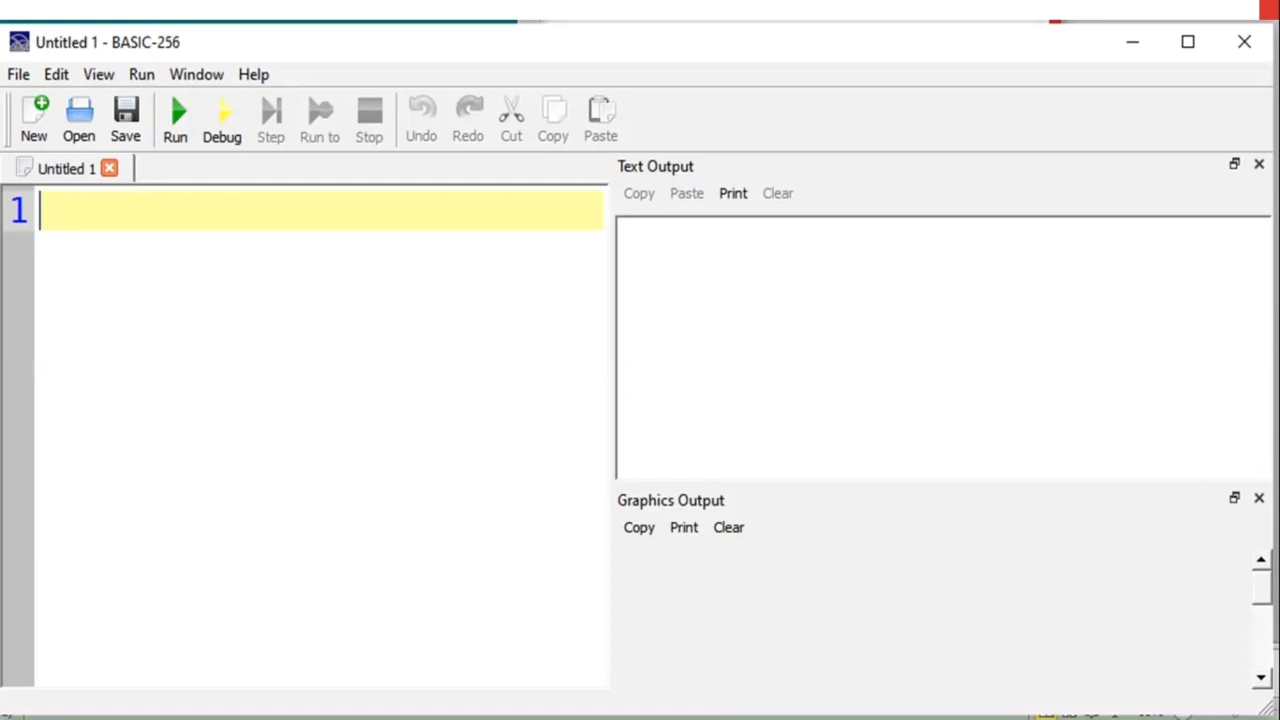 Untitled 1 - BASIC-256
File Edit View Run Window Help
New Open Save Run Debug Step Run to Stop Undo Redo Cut Copy Paste
Untitled 1
1
Text Output
Copy Paste Print Clear
Graphics Output
Copy Print Clear